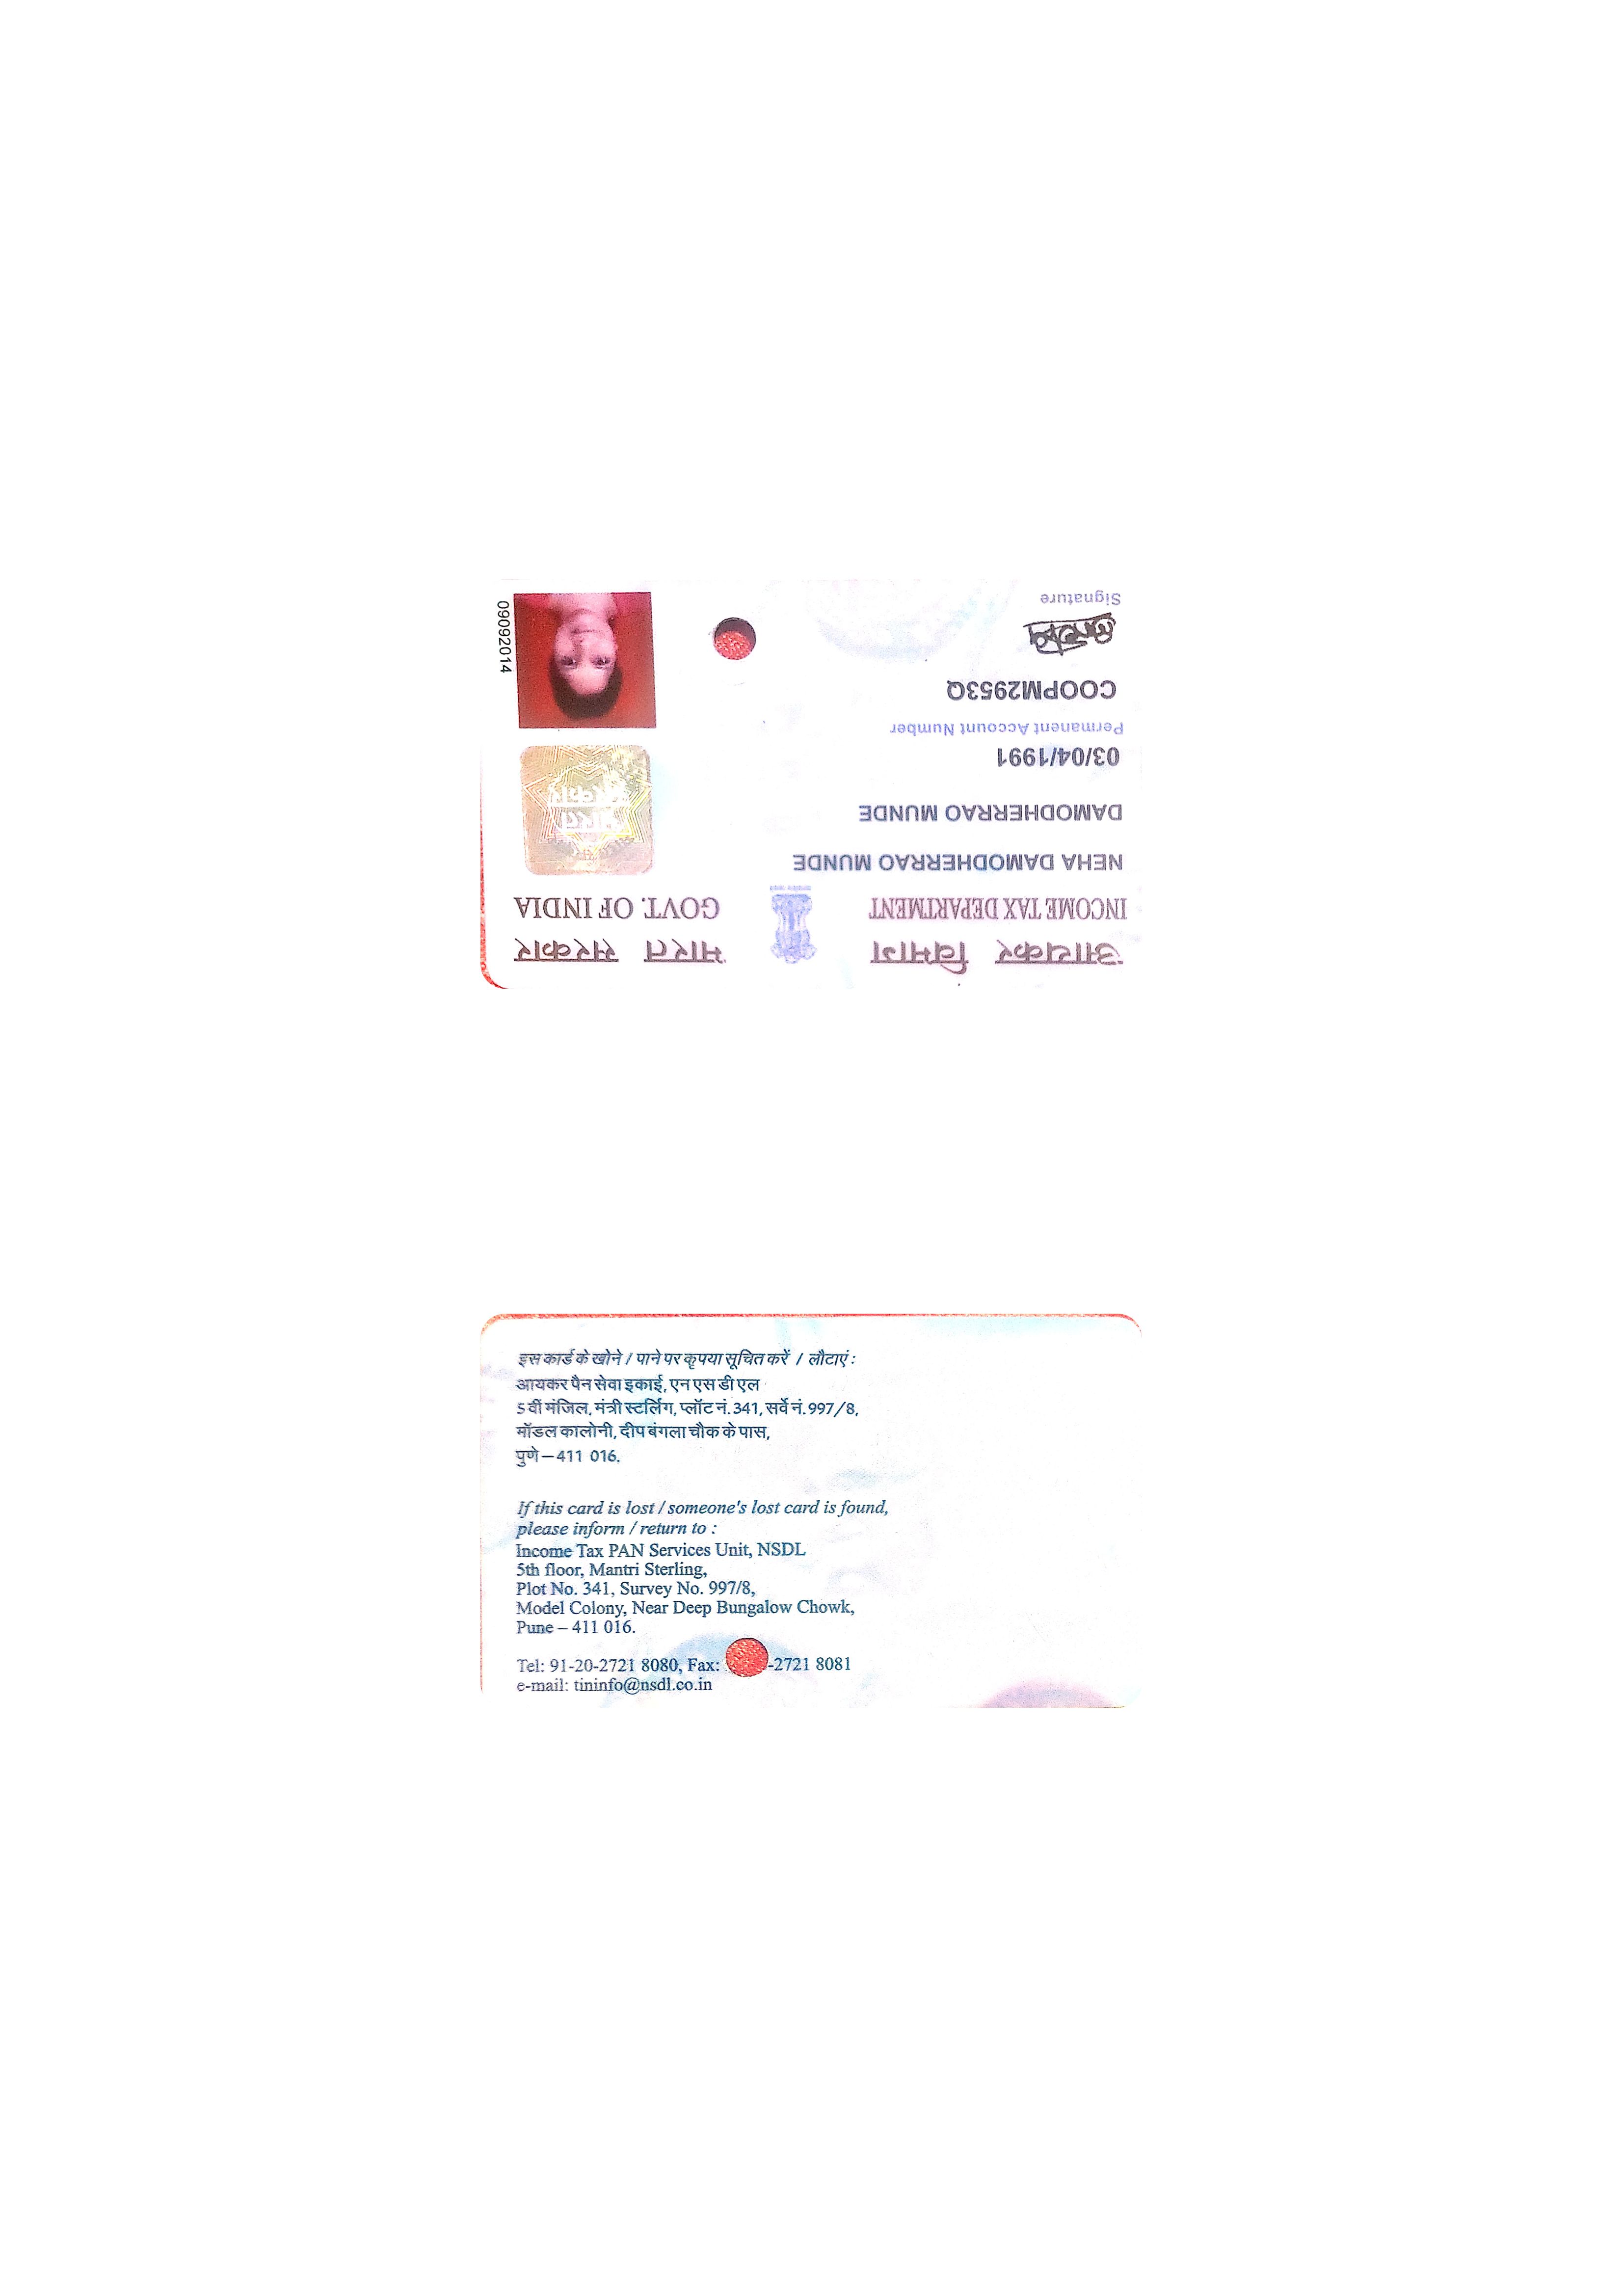 आयकर विभाग भारत सरकार
INCOME TAX DEPARTMENT GOVT. OF INDIA
NEHA DAMODHERRAO MUNDE
DAMODHERRAO MUNDE
03/04/1991
Permanent Account Number
COOPM2953Q
Signature
भारत
सरकार
09092014
इस कार्ड के खोने / पाने पर कृपया सूचित करें / लौटाएं :
आयकर पैन सेवा इकाई, एन एस डी एल
5 वीं मंजिल, मंत्री स्टर्लिंग, प्लॉट नं. 341, सर्वे नं. 997/8,
मॉडल कालोनी, दीप बंगला चौक के पास,
पुणे – 411 016.
If this card is lost / someone's lost card is found,
please inform / return to :
Income Tax PAN Services Unit, NSDL
5th floor, Mantri Sterling,
Plot No. 341, Survey No. 997/8,
Model Colony, Near Deep Bungalow Chowk,
Pune – 411 016.
Tel: 91-20-2721 8080, Fax: -2721 8081
e-mail: tininfo@nsdl.co.in